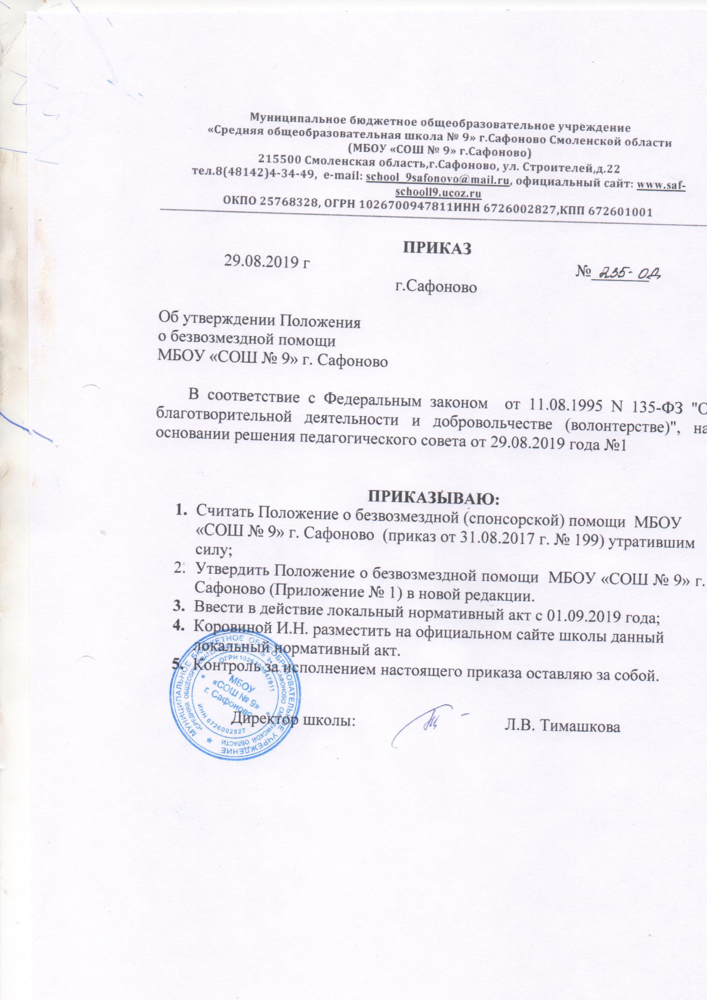 Муниципальное бюджетное общеобразовательное учреждение
«Средняя общеобразовательная школа № 9» г.Сафоново Смоленской области
(МБОУ «СОШ № 9» г.Сафоново)
215500 Смоленская область,г.Сафоново, ул. Строителей,д.22
тел.8(48142)4-34-49, e-mail: school_9safonovo@mail.ru, официальный сайт: www.saf-
schooll9.ucoz.ru
ОКПО 25768328, ОГРН 1026700947811ИНН 6726002827,КПП 672601001
ПРИКАЗ
29.08.2019 г
№ 235-ОД
г.Сафоново
Об утверждении Положения
о безвозмездной помощи
МБОУ «СОШ № 9» г. Сафоново
В соответствие с Федеральным законом от 11.08.1995 N 135-ФЗ "О
благотворительной деятельности и добровольчестве (волонтерстве)", на
основании решения педагогического совета от 29.08.2019 года №1
ПРИКАЗЫВАЮ:
1. Считать Положение о безвозмездной (спонсорской) помощи МБОУ
«СОШ № 9» г. Сафоново (приказ от 31.08.2017 г. № 199) утратившим
силу;
2. Утвердить Положение о безвозмездной помощи МБОУ «СОШ № 9» г.
Сафоново (Приложение № 1) в новой редакции.
3. Ввести в действие локальный нормативный акт с 01.09.2019 года;
4. Коровиной И.Н. разместить на официальном сайте школы данный
локальный нормативный акт.
5. Контроль за исполнением настоящего приказа оставляю за собой.
Директор школы: Л.В. Тимашкова
МУНИЦИПАЛЬНОЕ БЮДЖЕТНОЕ ОБЩЕОБРАЗОВАТЕЛЬНОЕ УЧРЕЖДЕНИЕ
«СРЕДНЯЯ ОБЩЕОБРАЗОВАТЕЛЬНАЯ № 9» САФОНОВО СМОЛЕНСКОЙ ОБЛАСТИ
ОГРН 1026700947811
ИНН 6726002827
МБОУ
«СОШ № 9»
г. Сафоново